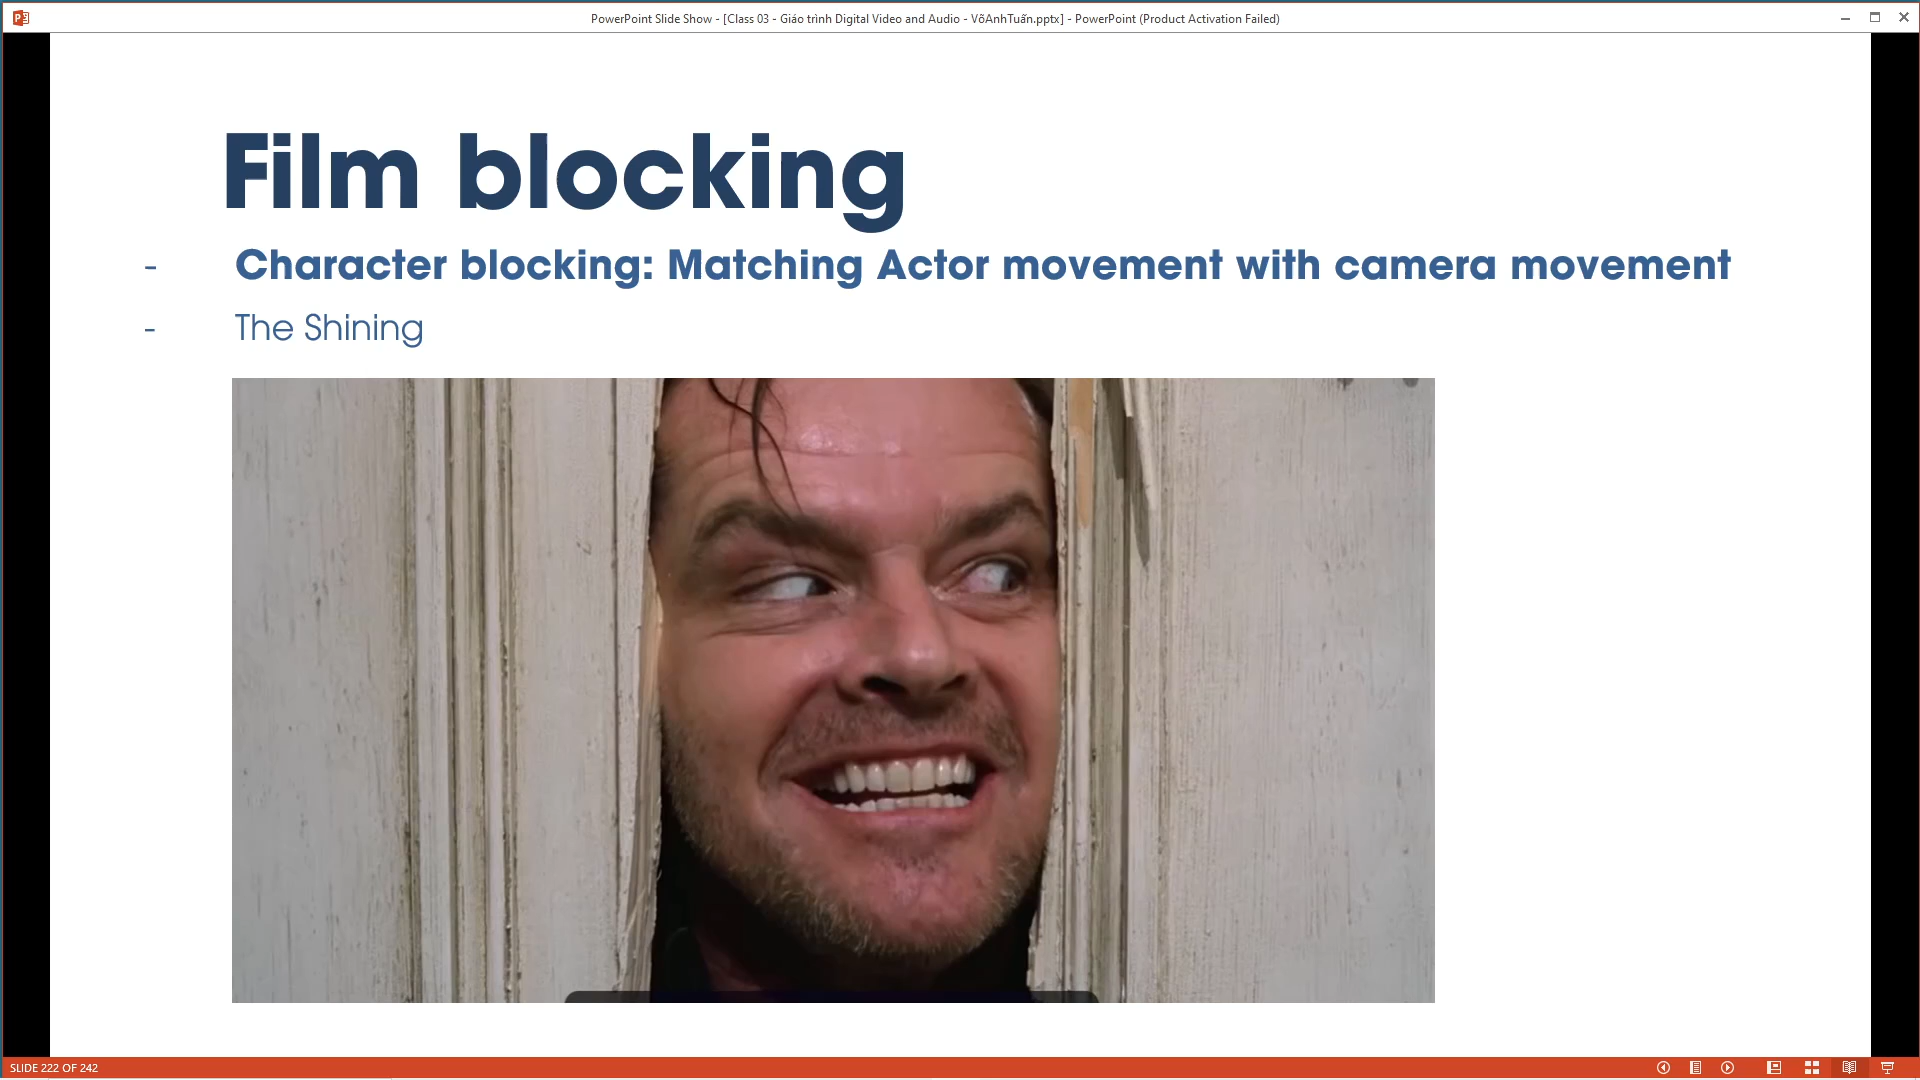 PowerPoint Slide Show - [Class 03 - Giáo trình Digital Video and Audio - VõAnhTuấn.pptx] - PowerPoint (Product Activation Failed)
Film blocking
- Character blocking: Matching Actor movement with camera movement
- The Shining
SLIDE 222 OF 242